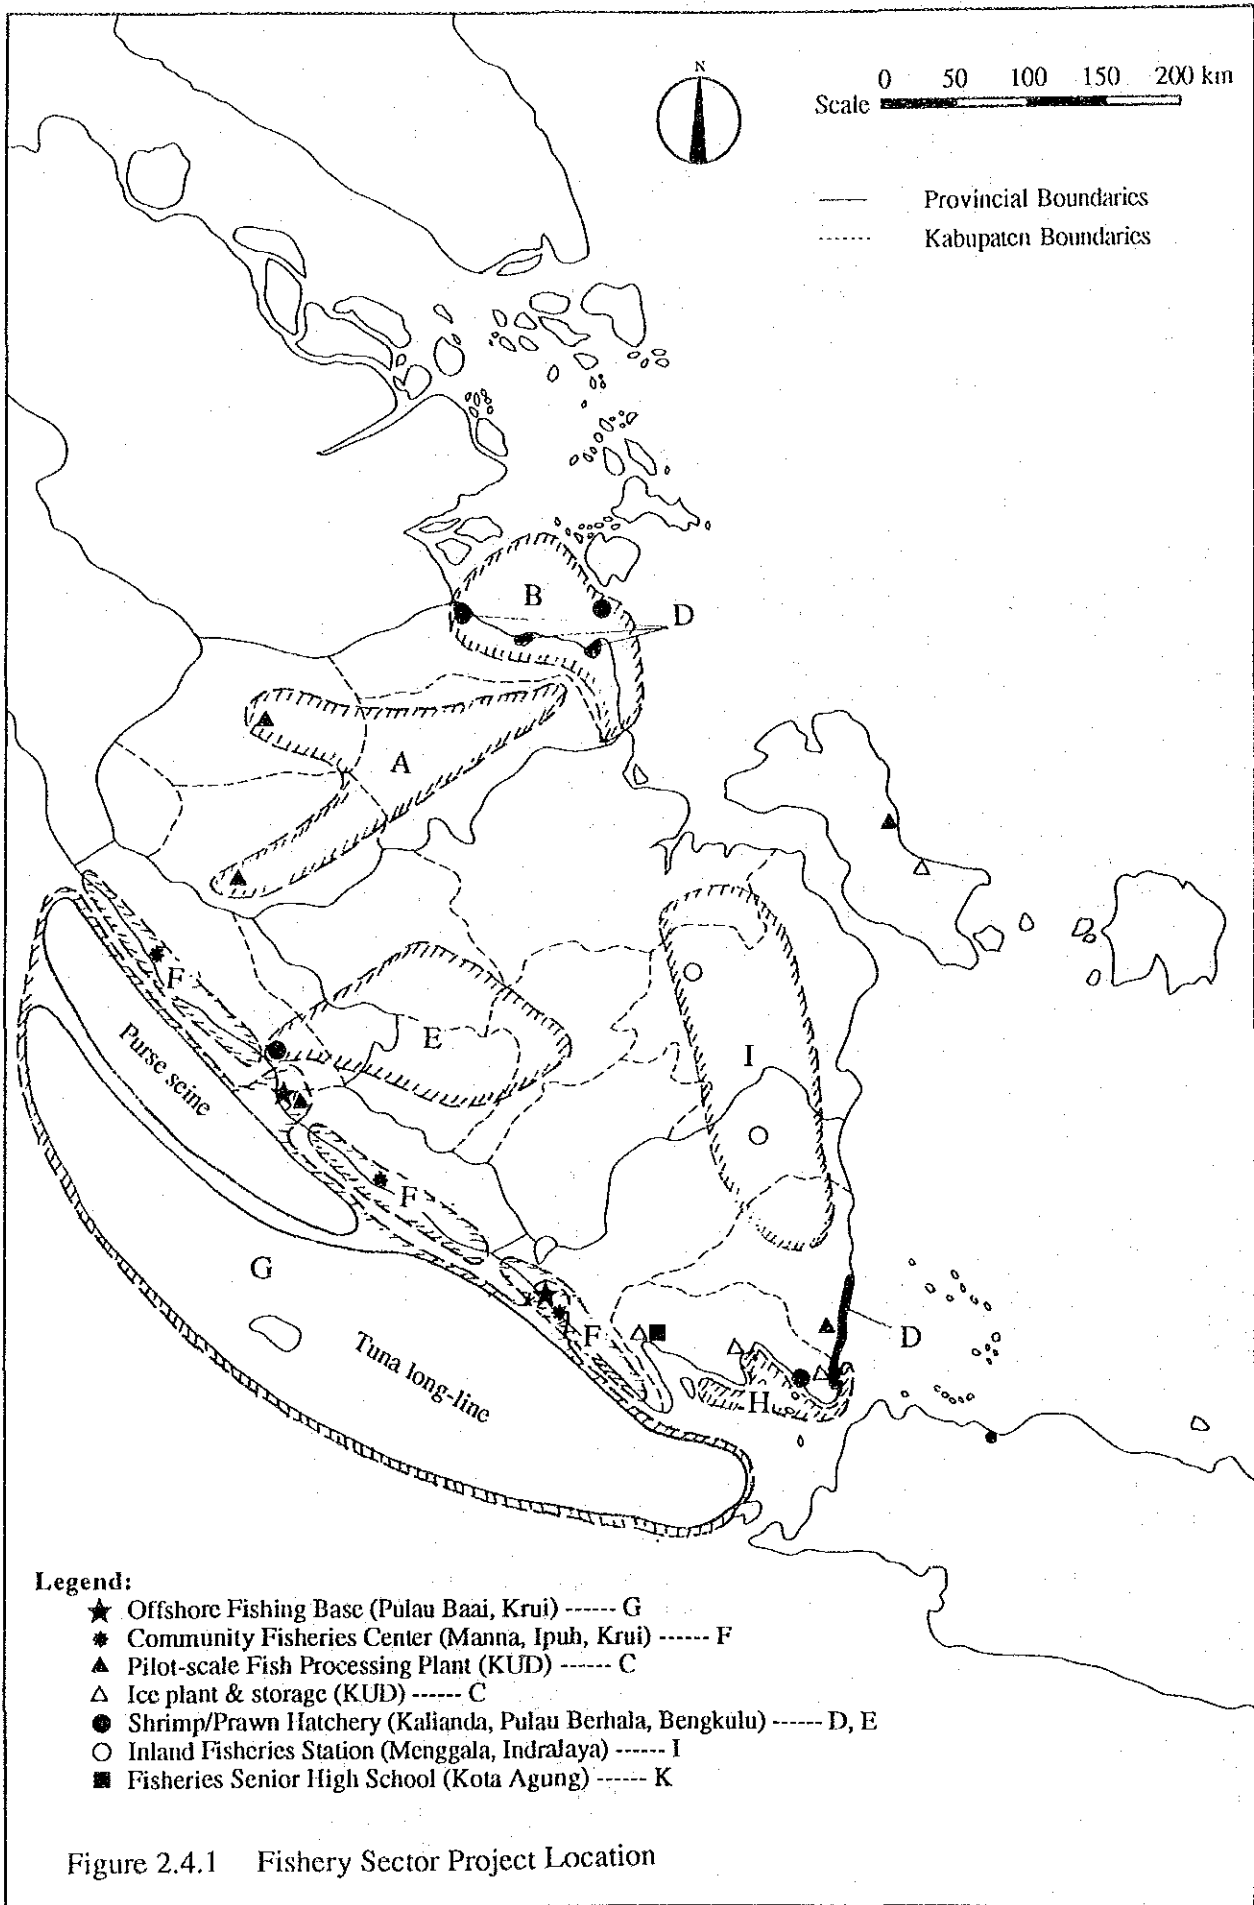 N
0 50 100 150 200 km
Scale
Provincial Boundaries
Kabupaten Boundaries
B
D
A
F
E
Purse seine
I
F
G
F
D
Tuna long-line
H
Legend:
Offshore Fishing Base (Pulau Baai, Krui) ------ G
Community Fisheries Center (Manna, Ipuh, Krui) ------ F
Pilot-scale Fish Processing Plant (KUD) ------ C
Ice plant & storage (KUD) ------ C
Shrimp/Prawn Hatchery (Kalianda, Pulau Berhala, Bengkulu) ------ D, E
Inland Fisheries Station (Menggala, IndraJaya) ------ I
Fisheries Senior High School (Kota Agung) ------ K
Figure 2.4.1 Fishery Sector Project Location